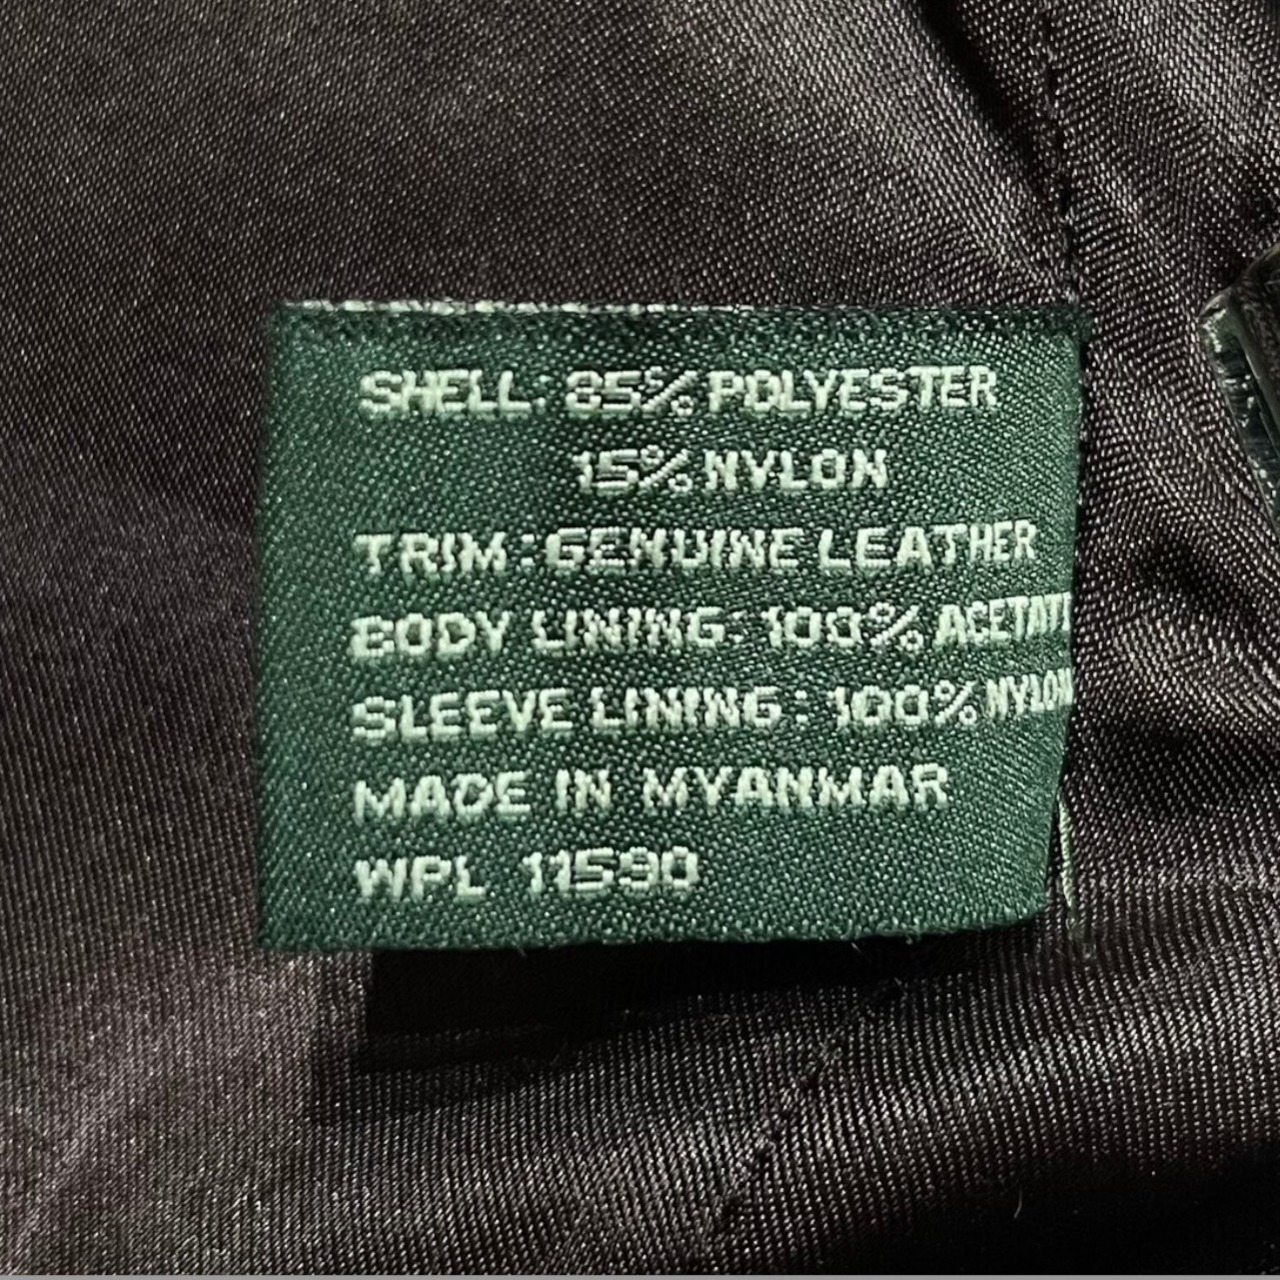 SHELL: 85% POLYESTER
15% NYLON
TRIM: GENUINE LEATHER
BODY LINING: 100% ACETATE
SLEEVE LINING: 100% NYLON
MADE IN MYANMAR
WPL 11590